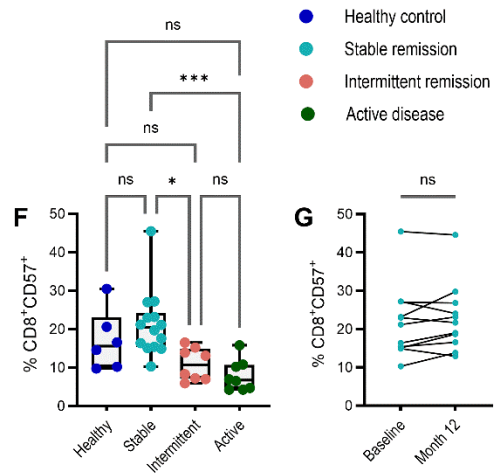 Healthy control
Stable remission
Intermittent remission
Active disease
ns
***
ns
ns * ns
F
% CD8⁺CD57⁺
50
40
30
20
10
0
Healthy
Stable
Intermittent
Active
G
ns
% CD8⁺CD57⁺
50
40
30
20
10
0
Baseline
Month 12